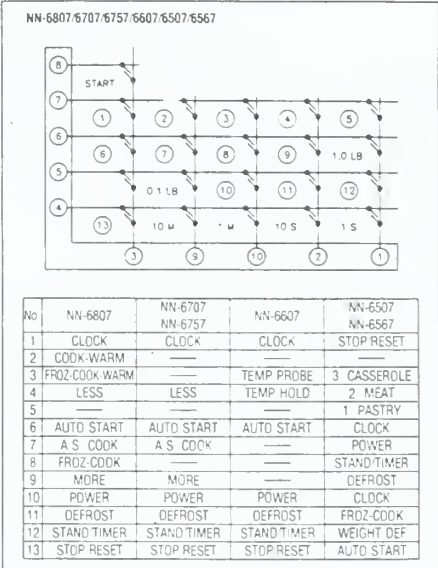 NN-6807/6707/6757/6607/6507/6567
8
START
7
1 2 3 4 5
6
6 7 8 9 1.0 LB
5
0.1 LB 10 11 12
4
13 10 M 1 M 10 S 1 S
3 9 10 2 1
No NN-6807 NN-6707 NN-6757 NN-6607 NN-6507 NN-6567
1 CLOCK CLOCK CLOCK STOP/RESET
2 COOK-WARM — — —
3 FROZ-COOK-WARM — TEMP PROBE 3 CASSEROLE
4 LESS LESS TEMP HOLD 2 MEAT
5 — — — 1 PASTRY
6 AUTO START AUTO START AUTO START CLOCK
7 A.S. COOK A.S. COOK — POWER
8 FROZ-COOK — — STAND/TIMER
9 MORE MORE — DEFROST
10 POWER POWER POWER CLOCK
11 DEFROST DEFROST DEFROST FROZ-COOK
12 STAND/TIMER STAND/TIMER STAND/TIMER WEIGHT DEF
13 STOP/RESET STOP/RESET STOP/RESET AUTO START